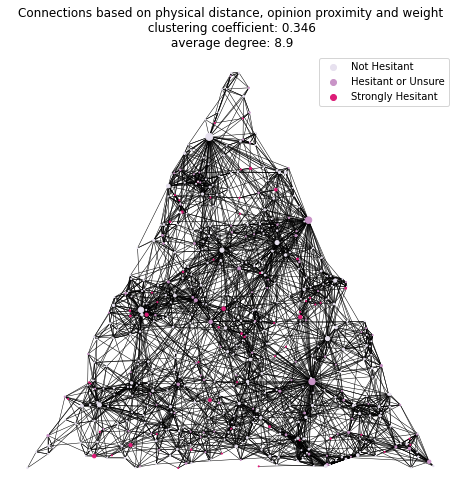 Connections based on physical distance, opinion proximity and weight
clustering coefficient: 0.346
average degree: 8.9
Not Hesitant
Hesitant or Unsure
Strongly Hesitant